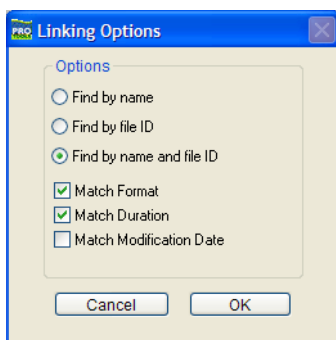 PRO
Linking Options
Options
Find by name
Find by file ID
Find by name and file ID
Match Format
Match Duration
Match Modification Date
Cancel
OK